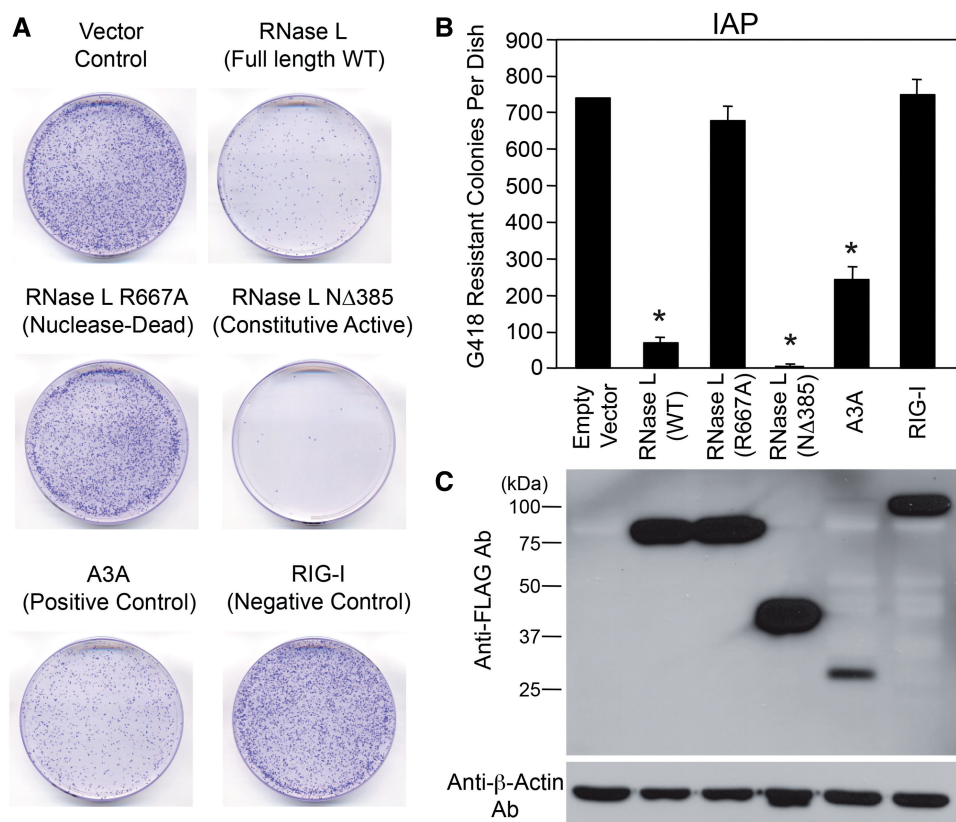 A
Vector
Control
RNase L
(Full length WT)
RNase L R667A
(Nuclease-Dead)
RNase L NΔ385
(Constitutive Active)
A3A
(Positive Control)
RIG-I
(Negative Control)
B
IAP
G418 Resistant Colonies Per Dish
900
800
700
600
500
400
300
200
100
0
*
*
*
Empty
Vector
RNase L
(WT)
RNase L
(R667A)
RNase L
(NΔ385)
A3A
RIG-I
C
(kDa)
100
75
50
37
25
Anti-FLAG Ab
Anti-β-Actin
Ab